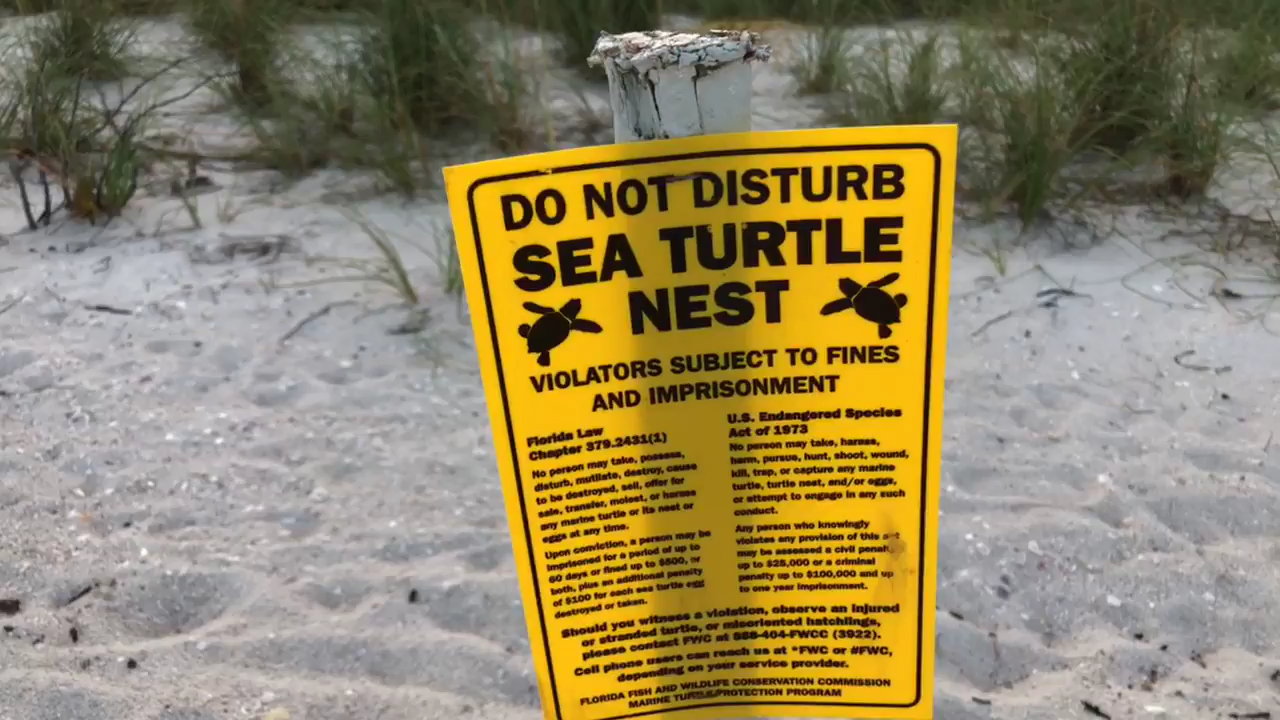 DO NOT DISTURB
SEA TURTLE
NEST
VIOLATORS SUBJECT TO FINES
AND IMPRISONMENT
Florida Law
Chapter 379.2431(1)
No person may take, possess,
disturb, mutilate, destroy, cause
to be destroyed, sell, offer for
sale, transfer, molest, or harass
any marine turtle or its nest or
eggs at any time.
Upon conviction, a person may be
imprisoned for a period of up to
60 days or fined up to $500, or
both, plus an additional penalty
of $100 for each sea turtle egg
destroyed or taken.
U.S. Endangered Species
Act of 1973
No person may take, harass,
harm, pursue, hunt, shoot, wound,
kill, trap, or capture any marine
turtle, turtle nest, and/or eggs,
or attempt to engage in any such
conduct.
Any person who knowingly
violates any provision of this act
may be assessed a civil penalty
up to $25,000 or a criminal
penalty up to $100,000 and up
to one year imprisonment.
Should you witness a violation, observe an injured
or stranded turtle, or misoriented hatchlings,
please contact FWC at 888-404-FWCC (3922).
Cell phone users can reach us at *FWC or #FWC,
depending on your service provider.
FLORIDA FISH AND WILDLIFE CONSERVATION COMMISSION
MARINE TURTLE PROTECTION PROGRAM